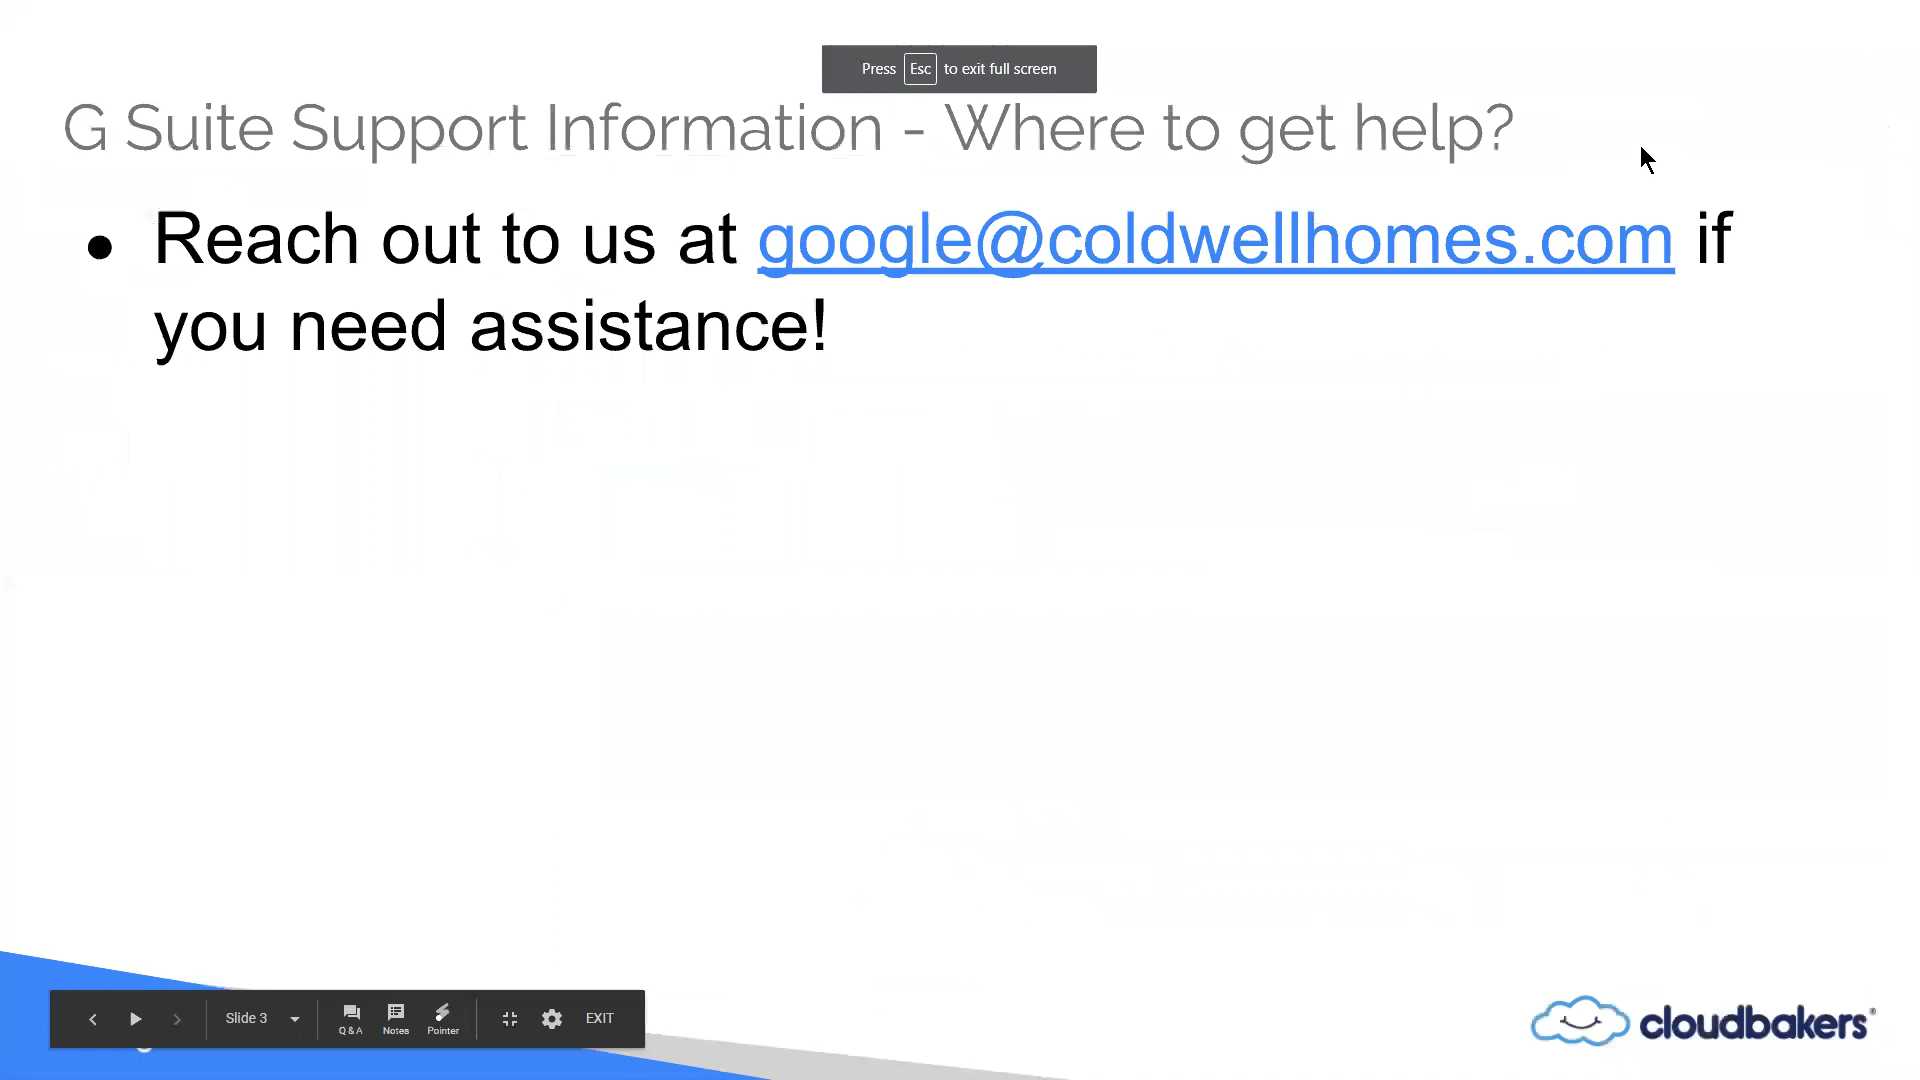 Press Esc to exit full screen
G Suite Support Information - Where to get help?
● Reach out to us at google@coldwellhomes.com if
you need assistance!
Slide 3
Q & A
Notes
Pointer
EXIT
cloudbakers®